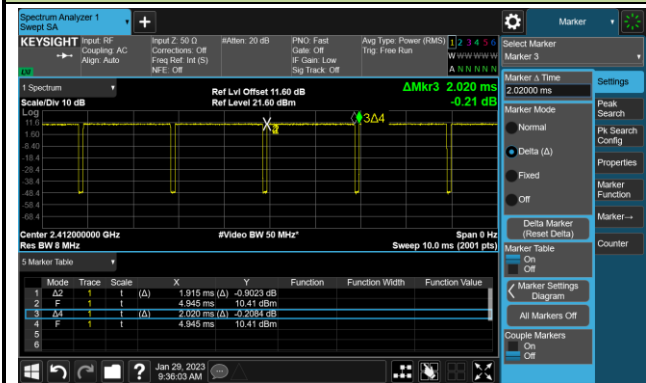 Spectrum Analyzer 1
Swept SA
+
Marker
KEYSIGHT
Input: RF
Coupling: AC
Align: Auto
Input Z: 50 Ω
Corrections: Off
Freq Ref: Int (S)
NFE: Off
#Atten: 20 dB
PNO: Fast
Gate: Off
IF Gain: Low
Sig Track: Off
Avg Type: Power (RMS)
Trig: Free Run
1 2 3 4 5 6
W W W W W W
A N N N N N
LU
Select Marker
Marker 3
1 Spectrum
Scale/Div 10 dB
Log
Ref Lvl Offset 11.60 dB
Ref Level 21.60 dBm
ΔMkr3 2.020 ms
-0.21 dB
11.6
1.60
-8.40
-18.4
-28.4
-38.4
-48.4
-58.4
-68.4
3Δ4
Center 2.412000000 GHz
Res BW 8 MHz
#Video BW 50 MHz*
Span 0 Hz
Sweep 10.0 ms (2001 pts)
5 Marker Table
Mode Trace Scale X Y Function Function Width Function Value
1 Δ2 1 t (Δ) 1.915 ms (Δ) -0.9023 dB
2 F 1 t 4.945 ms 10.41 dBm
3 Δ4 1 t (Δ) 2.020 ms (Δ) -0.2084 dB
4 F 1 t 4.945 ms 10.41 dBm
5
6
Marker Δ Time
2.02000 ms
Marker Mode
Normal
Delta (Δ)
Fixed
Off
Delta Marker
(Reset Delta)
Marker Table
On
Off
Marker Settings
Diagram
All Markers Off
Couple Markers
On
Off
Settings
Peak
Search
Pk Search
Config
Properties
Marker
Function
Marker→
Counter
?
Jan 29, 2023
9:36:03 AM